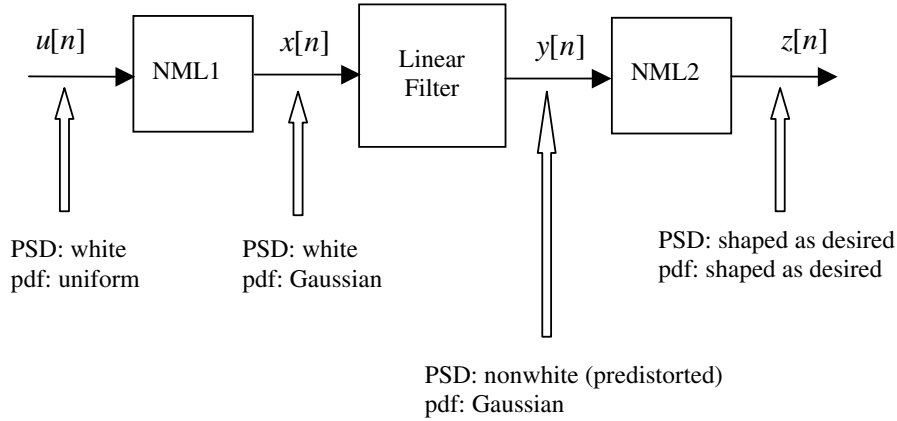 u[n]
NML1
x[n]
Linear
Filter
y[n]
NML2
z[n]
PSD: white
pdf: uniform
PSD: white
pdf: Gaussian
PSD: shaped as desired
pdf: shaped as desired
PSD: nonwhite (predistorted)
pdf: Gaussian